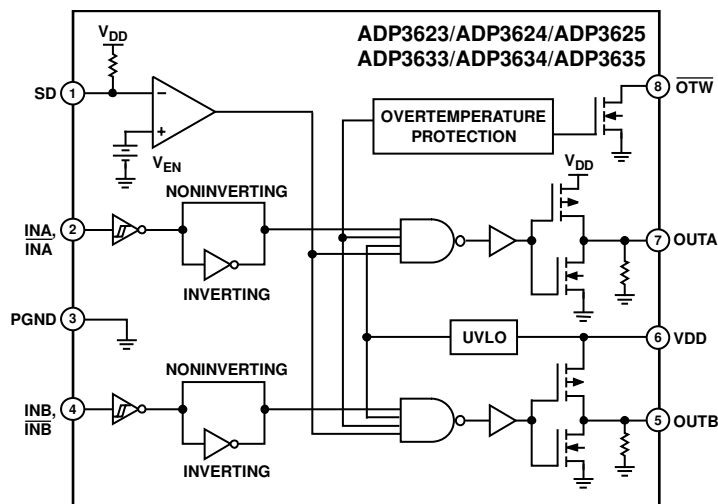 ADP3623/ADP3624/ADP3625
ADP3633/ADP3634/ADP3635
VDD
SD 1
VEN
OVERTEMPERATURE
PROTECTION
8 OTW
VDD
NONINVERTING
INA,
INA
2
INVERTING
7 OUTA
PGND 3
UVLO
6 VDD
NONINVERTING
INB,
INB
4
INVERTING
5 OUTB